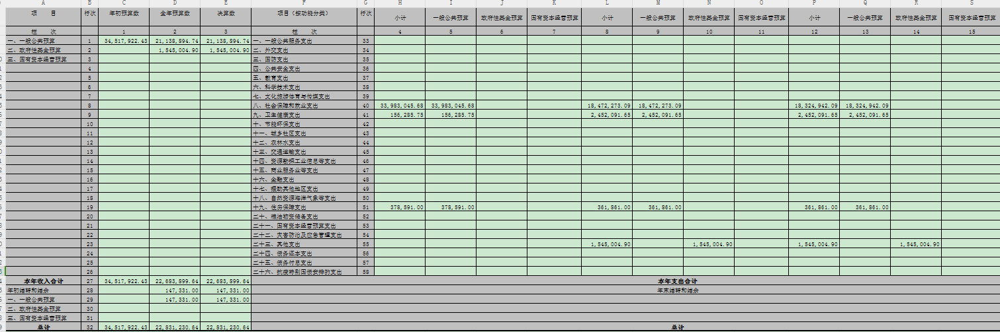 A B C D E F G H I J K L M N O P Q R S
项 目 行次 年初预算数 全年预算数 决算数 项目（按功能分类） 行次 小计 一般公共预算 政府性基金预算 国有资本经营预算 小计 一般公共预算 政府性基金预算 国有资本经营预算 小计 一般公共预算 政府性基金预算 国有资本经营预算
栏 次 1 2 3 栏 次 4 5 6 7 8 9 10 11 12 13 14 15
一、一般公共预算 1 34,517,922.43 21,138,894.74 21,138,894.74 一、一般公共服务支出 33
二、政府性基金预算 2 1,545,004.90 1,545,004.90 二、外交支出 34
三、国有资本经营预算 3 三、国防支出 35
4 四、公共安全支出 36
5 五、教育支出 37
6 六、科学技术支出 38
7 七、文化旅游体育与传媒支出 39
8 八、社会保障和就业支出 40 33,983,045.68 33,983,045.68 18,472,273.09 18,472,273.09 18,324,942.09 18,324,942.09
9 九、卫生健康支出 41 156,285.75 156,285.75 2,452,091.65 2,452,091.65 2,452,091.65 2,452,091.65
10 十、节能环保支出 42
11 十一、城乡社区支出 43
12 十二、农林水支出 44
13 十三、交通运输支出 45
14 十四、资源勘探工业信息等支出 46
15 十五、商业服务业等支出 47
16 十六、金融支出 48
17 十七、援助其他地区支出 49
18 十八、自然资源海洋气象等支出 50
19 十九、住房保障支出 51 378,591.00 378,591.00 361,861.00 361,861.00 361,861.00 361,861.00
20 二十、粮油物资储备支出 52
21 二十一、国有资本经营预算支出 53
22 二十二、灾害防治及应急管理支出 54
23 二十三、其他支出 55 1,545,004.90 1,545,004.90 1,545,004.90 1,545,004.90
24 二十四、债务还本支出 56
25 二十五、债务付息支出 57
26 二十六、抗疫特别国债安排的支出 58
本年收入合计 27 34,517,922.43 22,683,899.64 22,683,899.64 本年支出合计
年初结转和结余 28 147,331.00 147,331.00 年末结转和结余
一、一般公共预算 29 147,331.00 147,331.00
二、政府性基金预算 30
三、国有资本经营预算 31
总计 32 34,517,922.43 22,831,230.64 22,831,230.64 总计